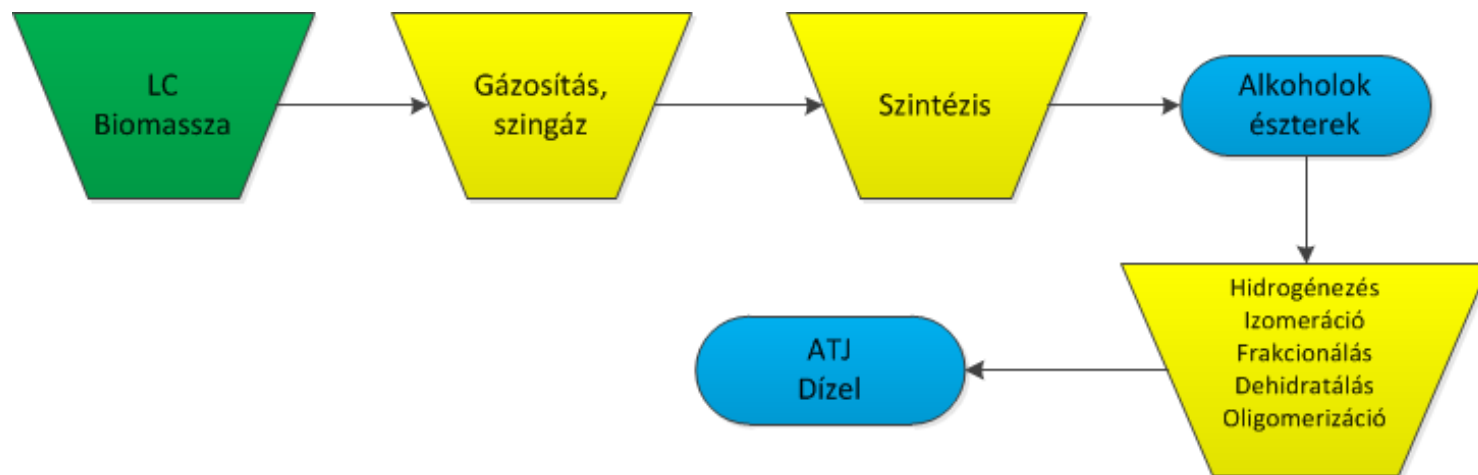 LC
Biomassza
Gázosítás,
szingáz
Szintézis
Alkoholok
észterek
Hidrogénezés
Izomeráció
Frakcionálás
Dehidratálás
Oligomerizáció
ATJ
Dízel